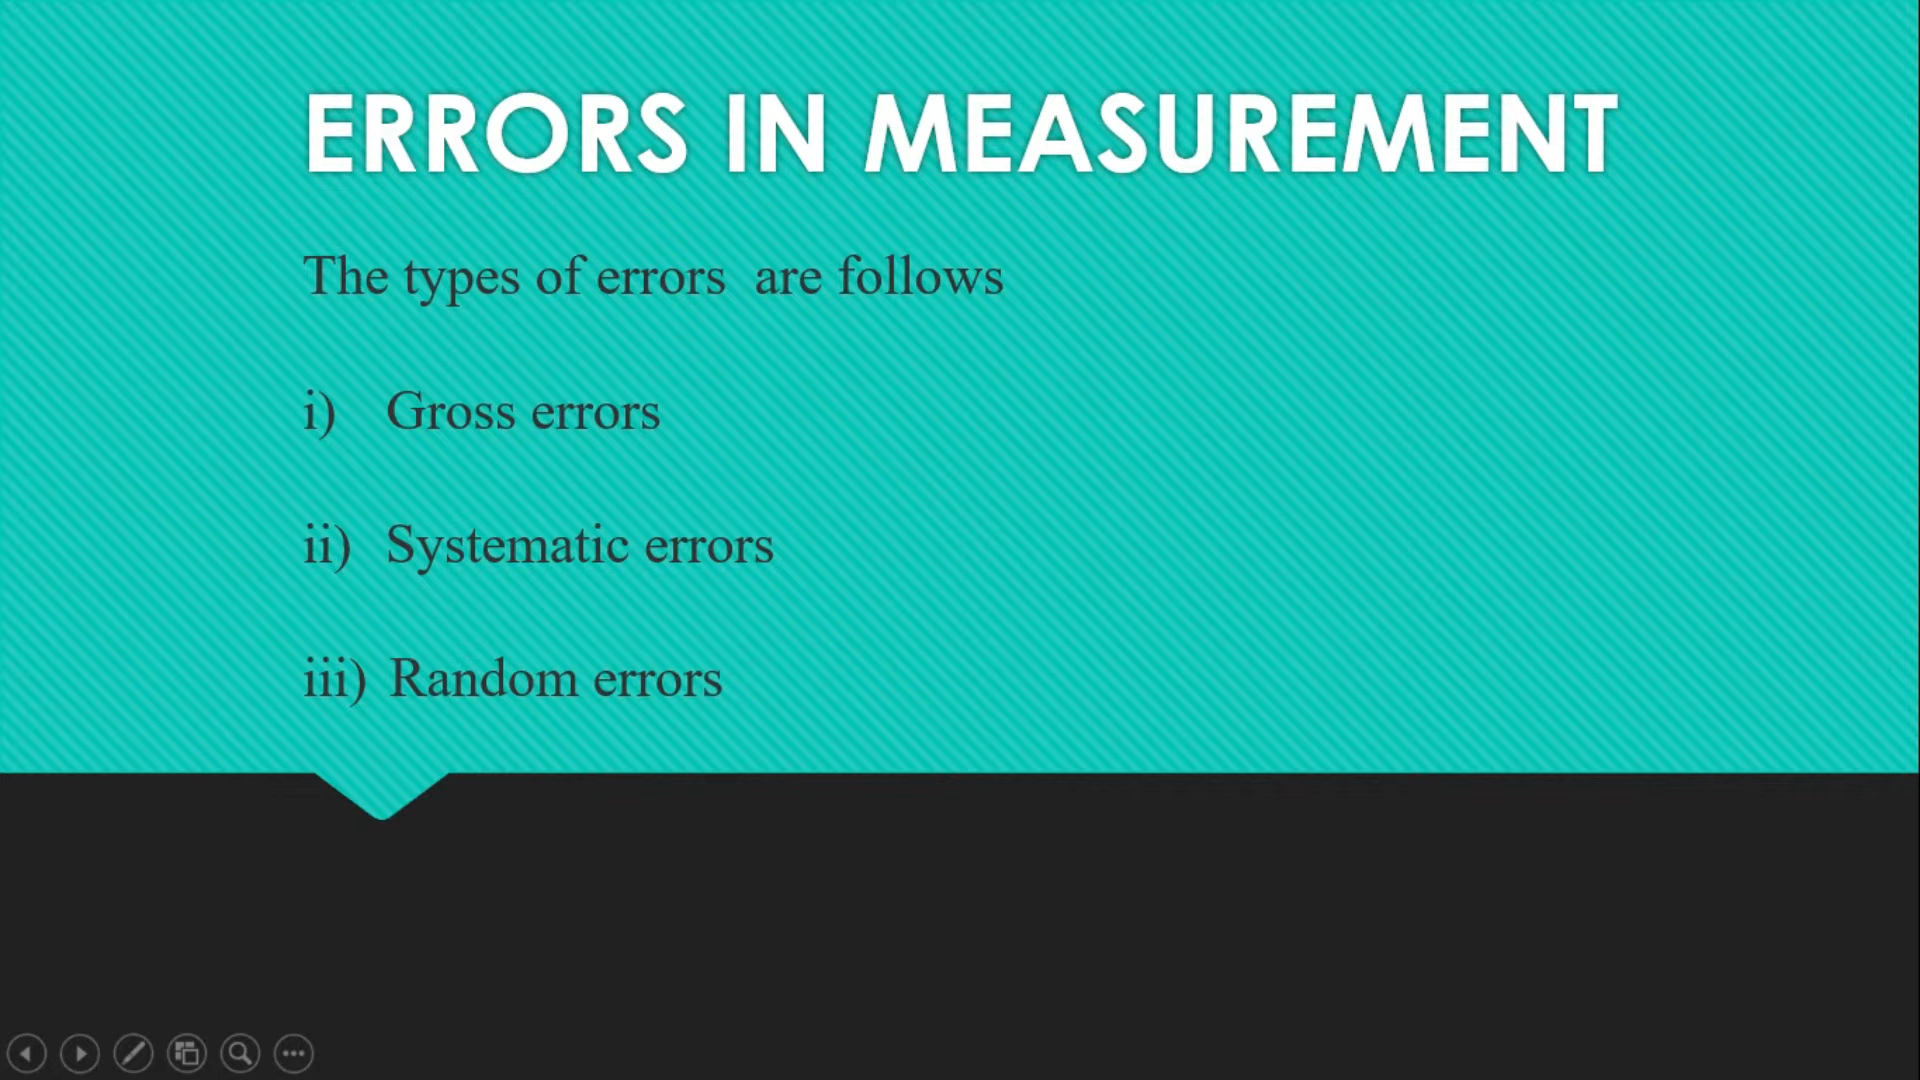 ERRORS IN MEASUREMENT
The types of errors  are follows
i) Gross errors
ii) Systematic errors
iii) Random errors